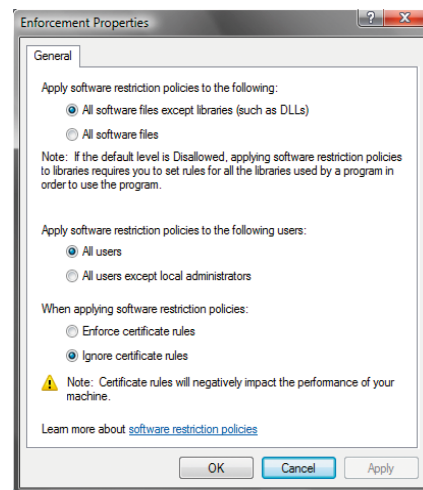 Enforcement Properties
General
Apply software restriction policies to the following:
All software files except libraries (such as DLLs)
All software files
Note: If the default level is Disallowed, applying software restriction policies
to libraries requires you to set rules for all the libraries used by a program in
order to use the program.
Apply software restriction policies to the following users:
All users
All users except local administrators
When applying software restriction policies:
Enforce certificate rules
Ignore certificate rules
Note: Certificate rules will negatively impact the performance of your
machine.
Learn more about software restriction policies
OK Cancel Apply